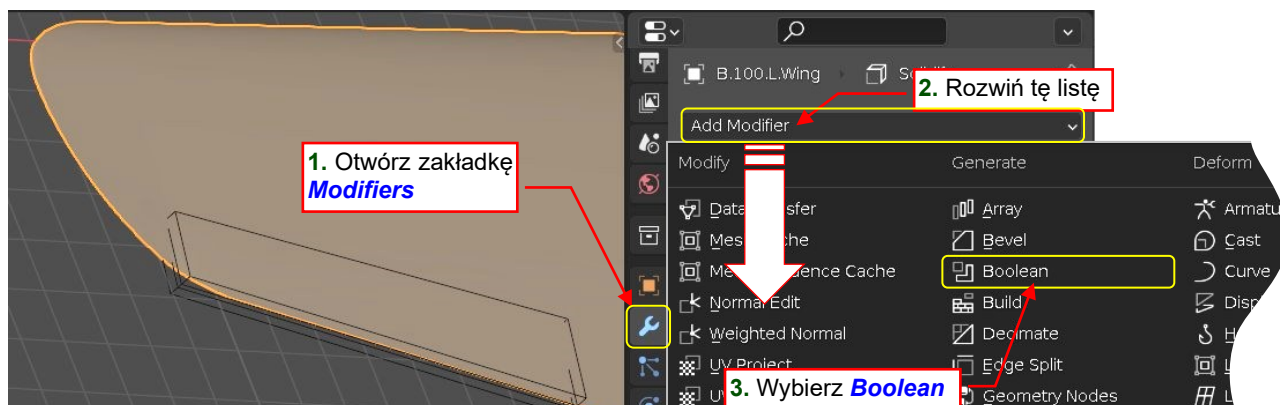 B.100.L.Wing
2. Rozwiń tę listę
Add Modifier
Modify Generate Deform
1. Otwórz zakładkę
Modifiers
Array
Bevel
Cast
Boolean
Curve
Normal Edit
Build
Weighted Normal
Decimate
UV Project
Edge Split
3. Wybierz Boolean
Geometry Nodes